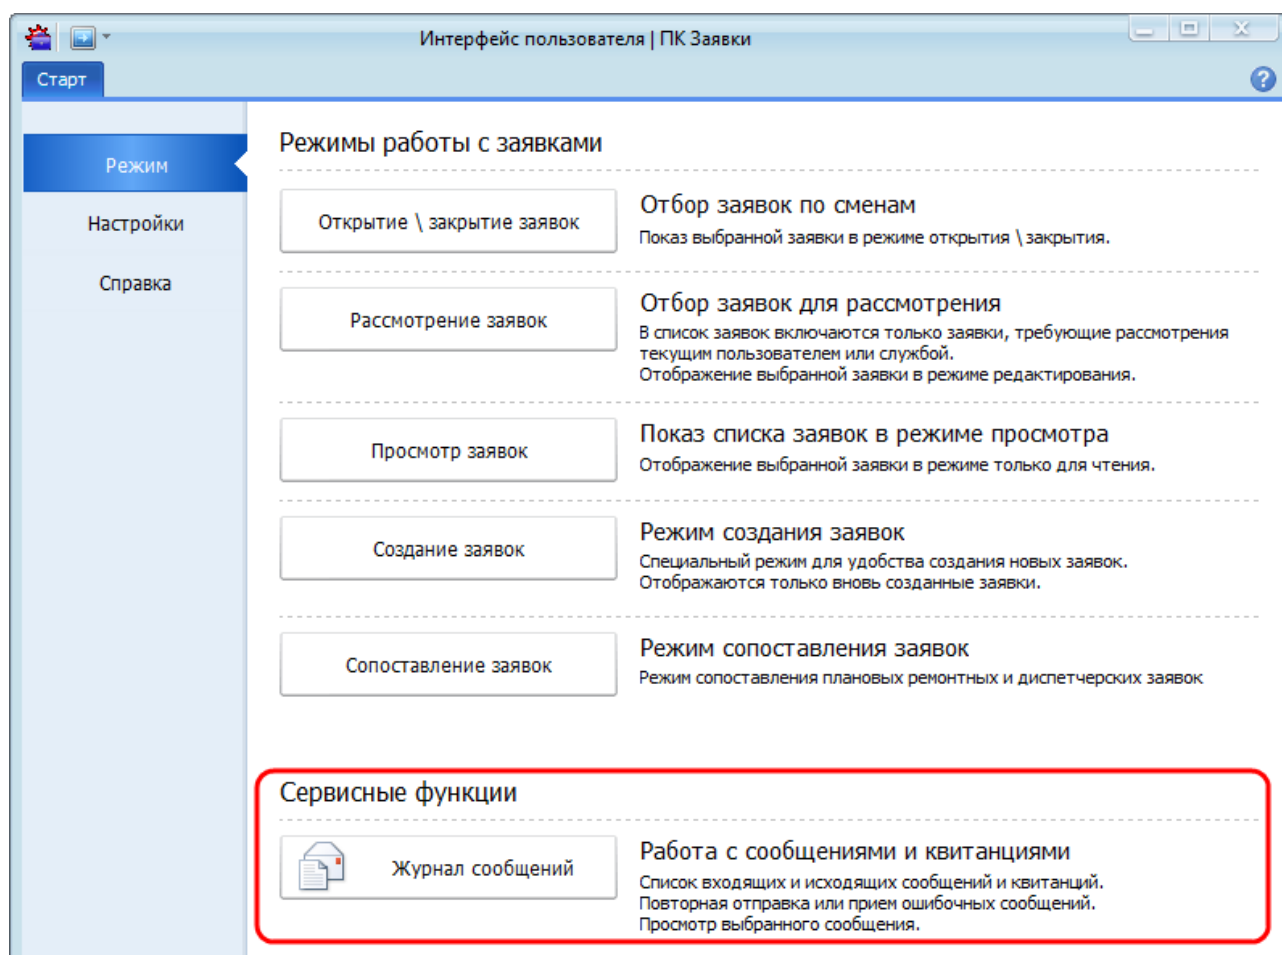 Интерфейс пользователя | ПК Заявки
Старт
Режим
Настройки
Справка
Режимы работы с заявками
Открытие \ закрытие заявок
Отбор заявок по сменам
Показ выбранной заявки в режиме открытия \ закрытия.
Рассмотрение заявок
Отбор заявок для рассмотрения
В список заявок включаются только заявки, требующие рассмотрения
текущим пользователем или службой.
Отображение выбранной заявки в режиме редактирования.
Просмотр заявок
Показ списка заявок в режиме просмотра
Отображение выбранной заявки в режиме только для чтения.
Создание заявок
Режим создания заявок
Специальный режим для удобства создания новых заявок.
Отображаются только вновь созданные заявки.
Сопоставление заявок
Режим сопоставления заявок
Режим сопоставления плановых ремонтных и диспетчерских заявок
Сервисные функции
Журнал сообщений
Работа с сообщениями и квитанциями
Список входящих и исходящих сообщений и квитанций.
Повторная отправка или прием ошибочных сообщений.
Просмотр выбранного сообщения.